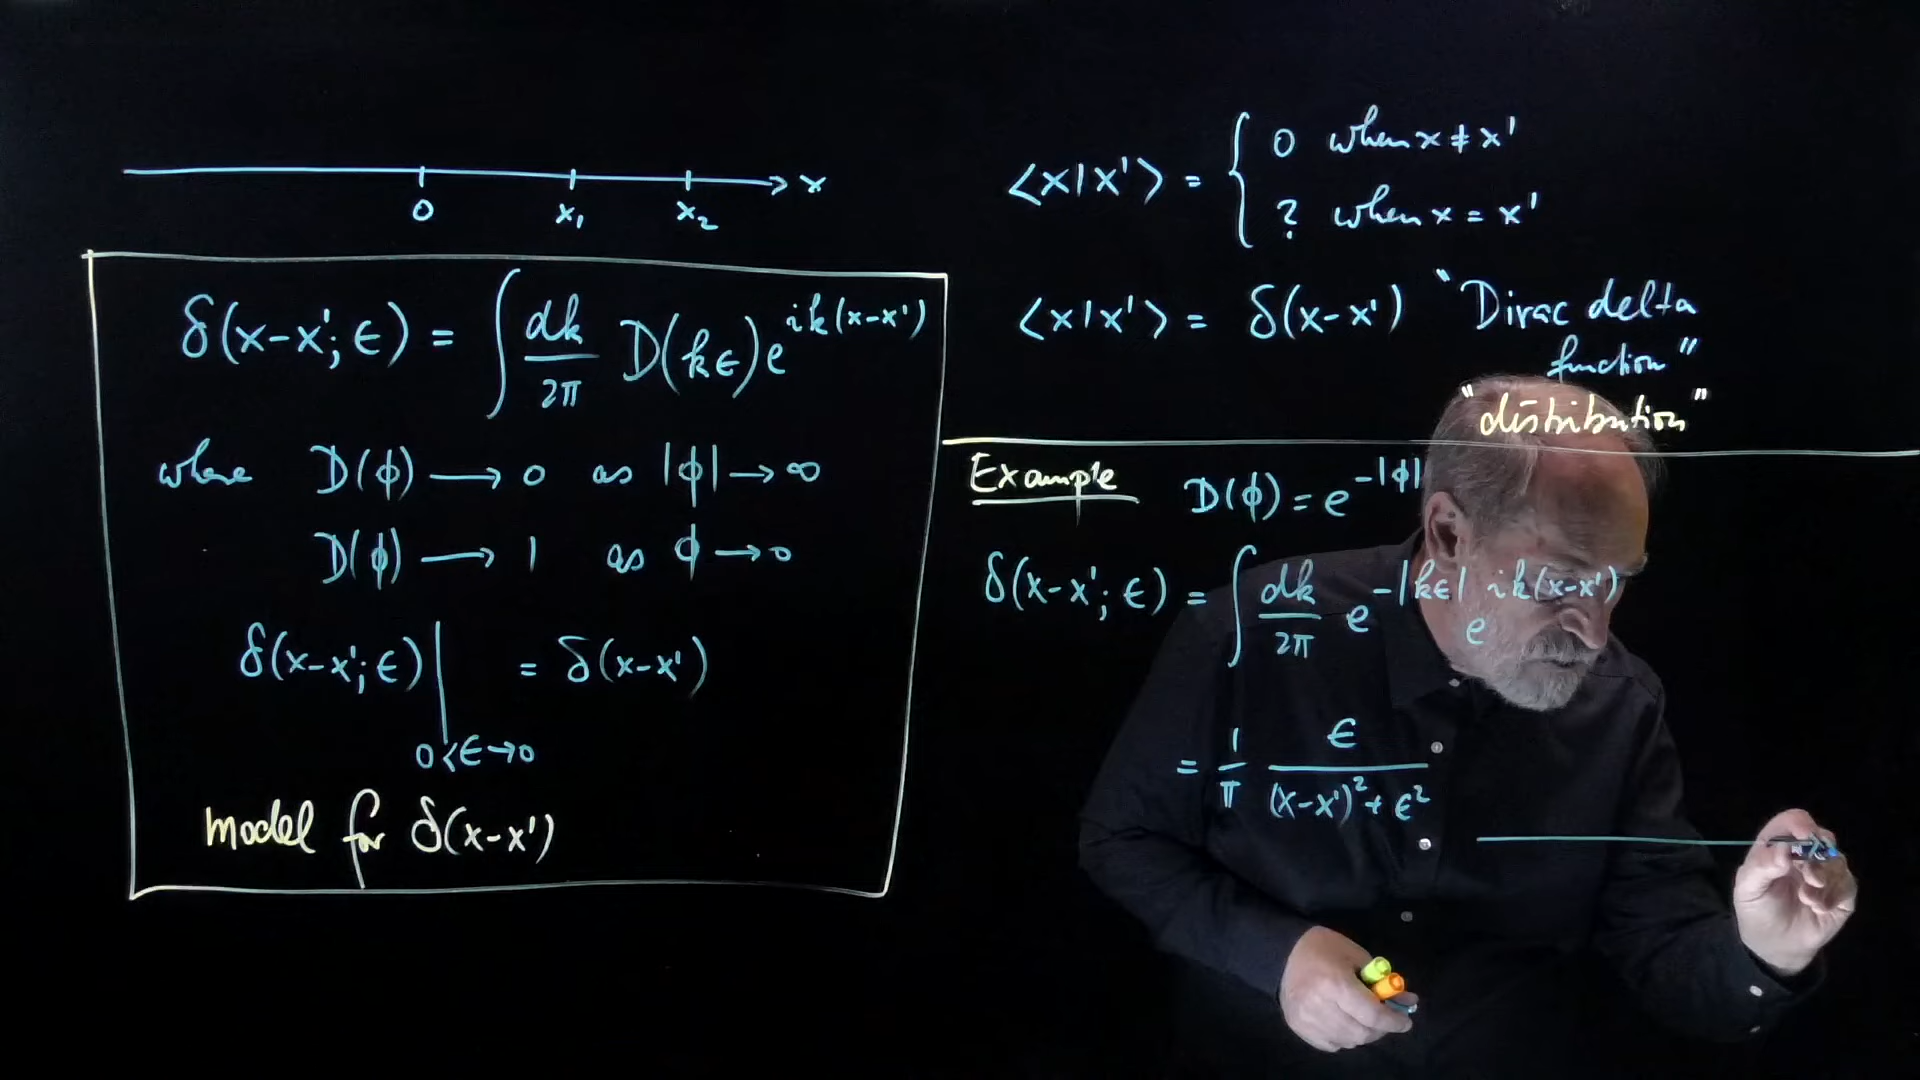 0 x₁ x₂ x
δ(x-x'; ϵ) = ∫ dk/2π D(kϵ) e^{ik(x-x')}
where D(ϕ) → 0 as |ϕ| → ∞
D(ϕ) → 1 as ϕ → 0
δ(x-x'; ϵ)|_{0<ϵ→0} = δ(x-x')
model for δ(x-x')
⟨x|x'⟩ = { 0 when x ≠ x'
? when x = x'
⟨x|x'⟩ = δ(x-x') "Dirac delta
function"
"distribution"
Example D(ϕ) = e^{-|ϕ|}
δ(x-x'; ϵ) = ∫ dk/2π e^{-|kϵ|} e^{ik(x-x')}
= 1/π ϵ/((x-x')² + ϵ²)